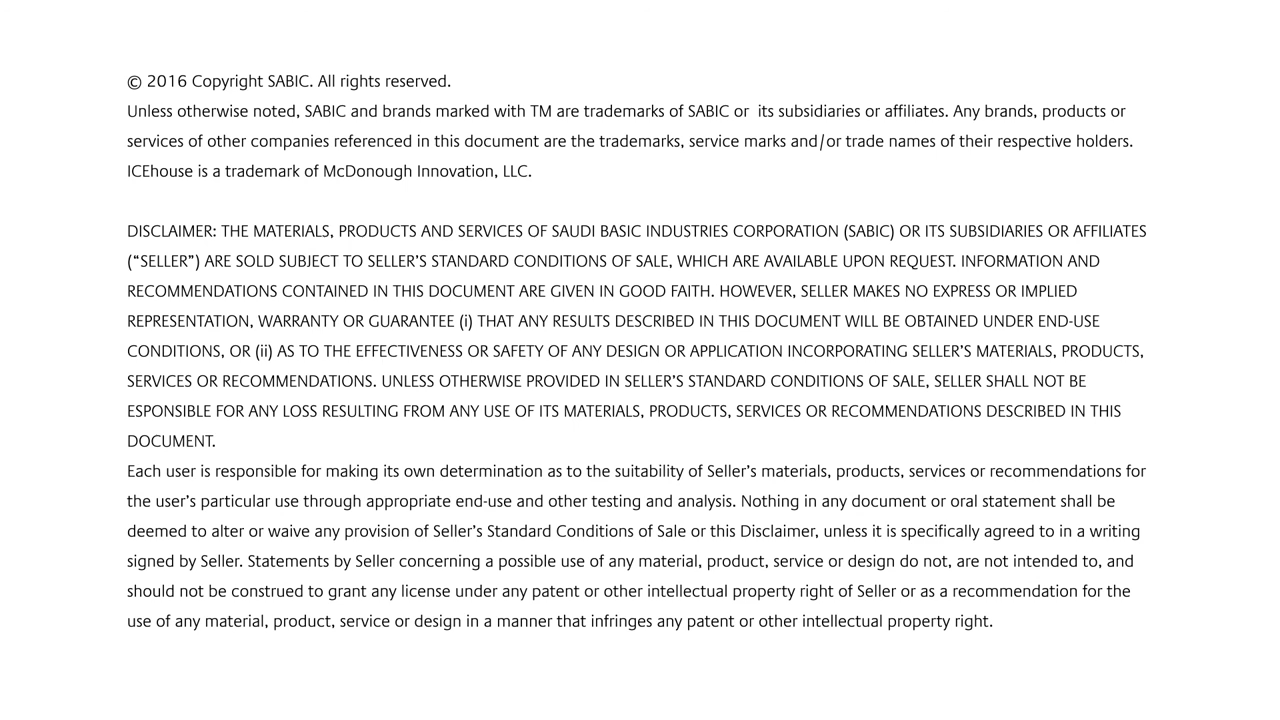 © 2016 Copyright SABIC. All rights reserved.
Unless otherwise noted, SABIC and brands marked with TM are trademarks of SABIC or  its subsidiaries or affiliates. Any brands, products or
services of other companies referenced in this document are the trademarks, service marks and/or trade names of their respective holders.
ICEhouse is a trademark of McDonough Innovation, LLC.
DISCLAIMER: THE MATERIALS, PRODUCTS AND SERVICES OF SAUDI BASIC INDUSTRIES CORPORATION (SABIC) OR ITS SUBSIDIARIES OR AFFILIATES
(“SELLER”) ARE SOLD SUBJECT TO SELLER’S STANDARD CONDITIONS OF SALE, WHICH ARE AVAILABLE UPON REQUEST. INFORMATION AND
RECOMMENDATIONS CONTAINED IN THIS DOCUMENT ARE GIVEN IN GOOD FAITH. HOWEVER, SELLER MAKES NO EXPRESS OR IMPLIED
REPRESENTATION, WARRANTY OR GUARANTEE (i) THAT ANY RESULTS DESCRIBED IN THIS DOCUMENT WILL BE OBTAINED UNDER END-USE
CONDITIONS, OR (ii) AS TO THE EFFECTIVENESS OR SAFETY OF ANY DESIGN OR APPLICATION INCORPORATING SELLER’S MATERIALS, PRODUCTS,
SERVICES OR RECOMMENDATIONS. UNLESS OTHERWISE PROVIDED IN SELLER’S STANDARD CONDITIONS OF SALE, SELLER SHALL NOT BE
ESPONSIBLE FOR ANY LOSS RESULTING FROM ANY USE OF ITS MATERIALS, PRODUCTS, SERVICES OR RECOMMENDATIONS DESCRIBED IN THIS
DOCUMENT.
Each user is responsible for making its own determination as to the suitability of Seller’s materials, products, services or recommendations for
the user’s particular use through appropriate end-use and other testing and analysis. Nothing in any document or oral statement shall be
deemed to alter or waive any provision of Seller’s Standard Conditions of Sale or this Disclaimer, unless it is specifically agreed to in a writing
signed by Seller. Statements by Seller concerning a possible use of any material, product, service or design do not, are not intended to, and
should not be construed to grant any license under any patent or other intellectual property right of Seller or as a recommendation for the
use of any material, product, service or design in a manner that infringes any patent or other intellectual property right.